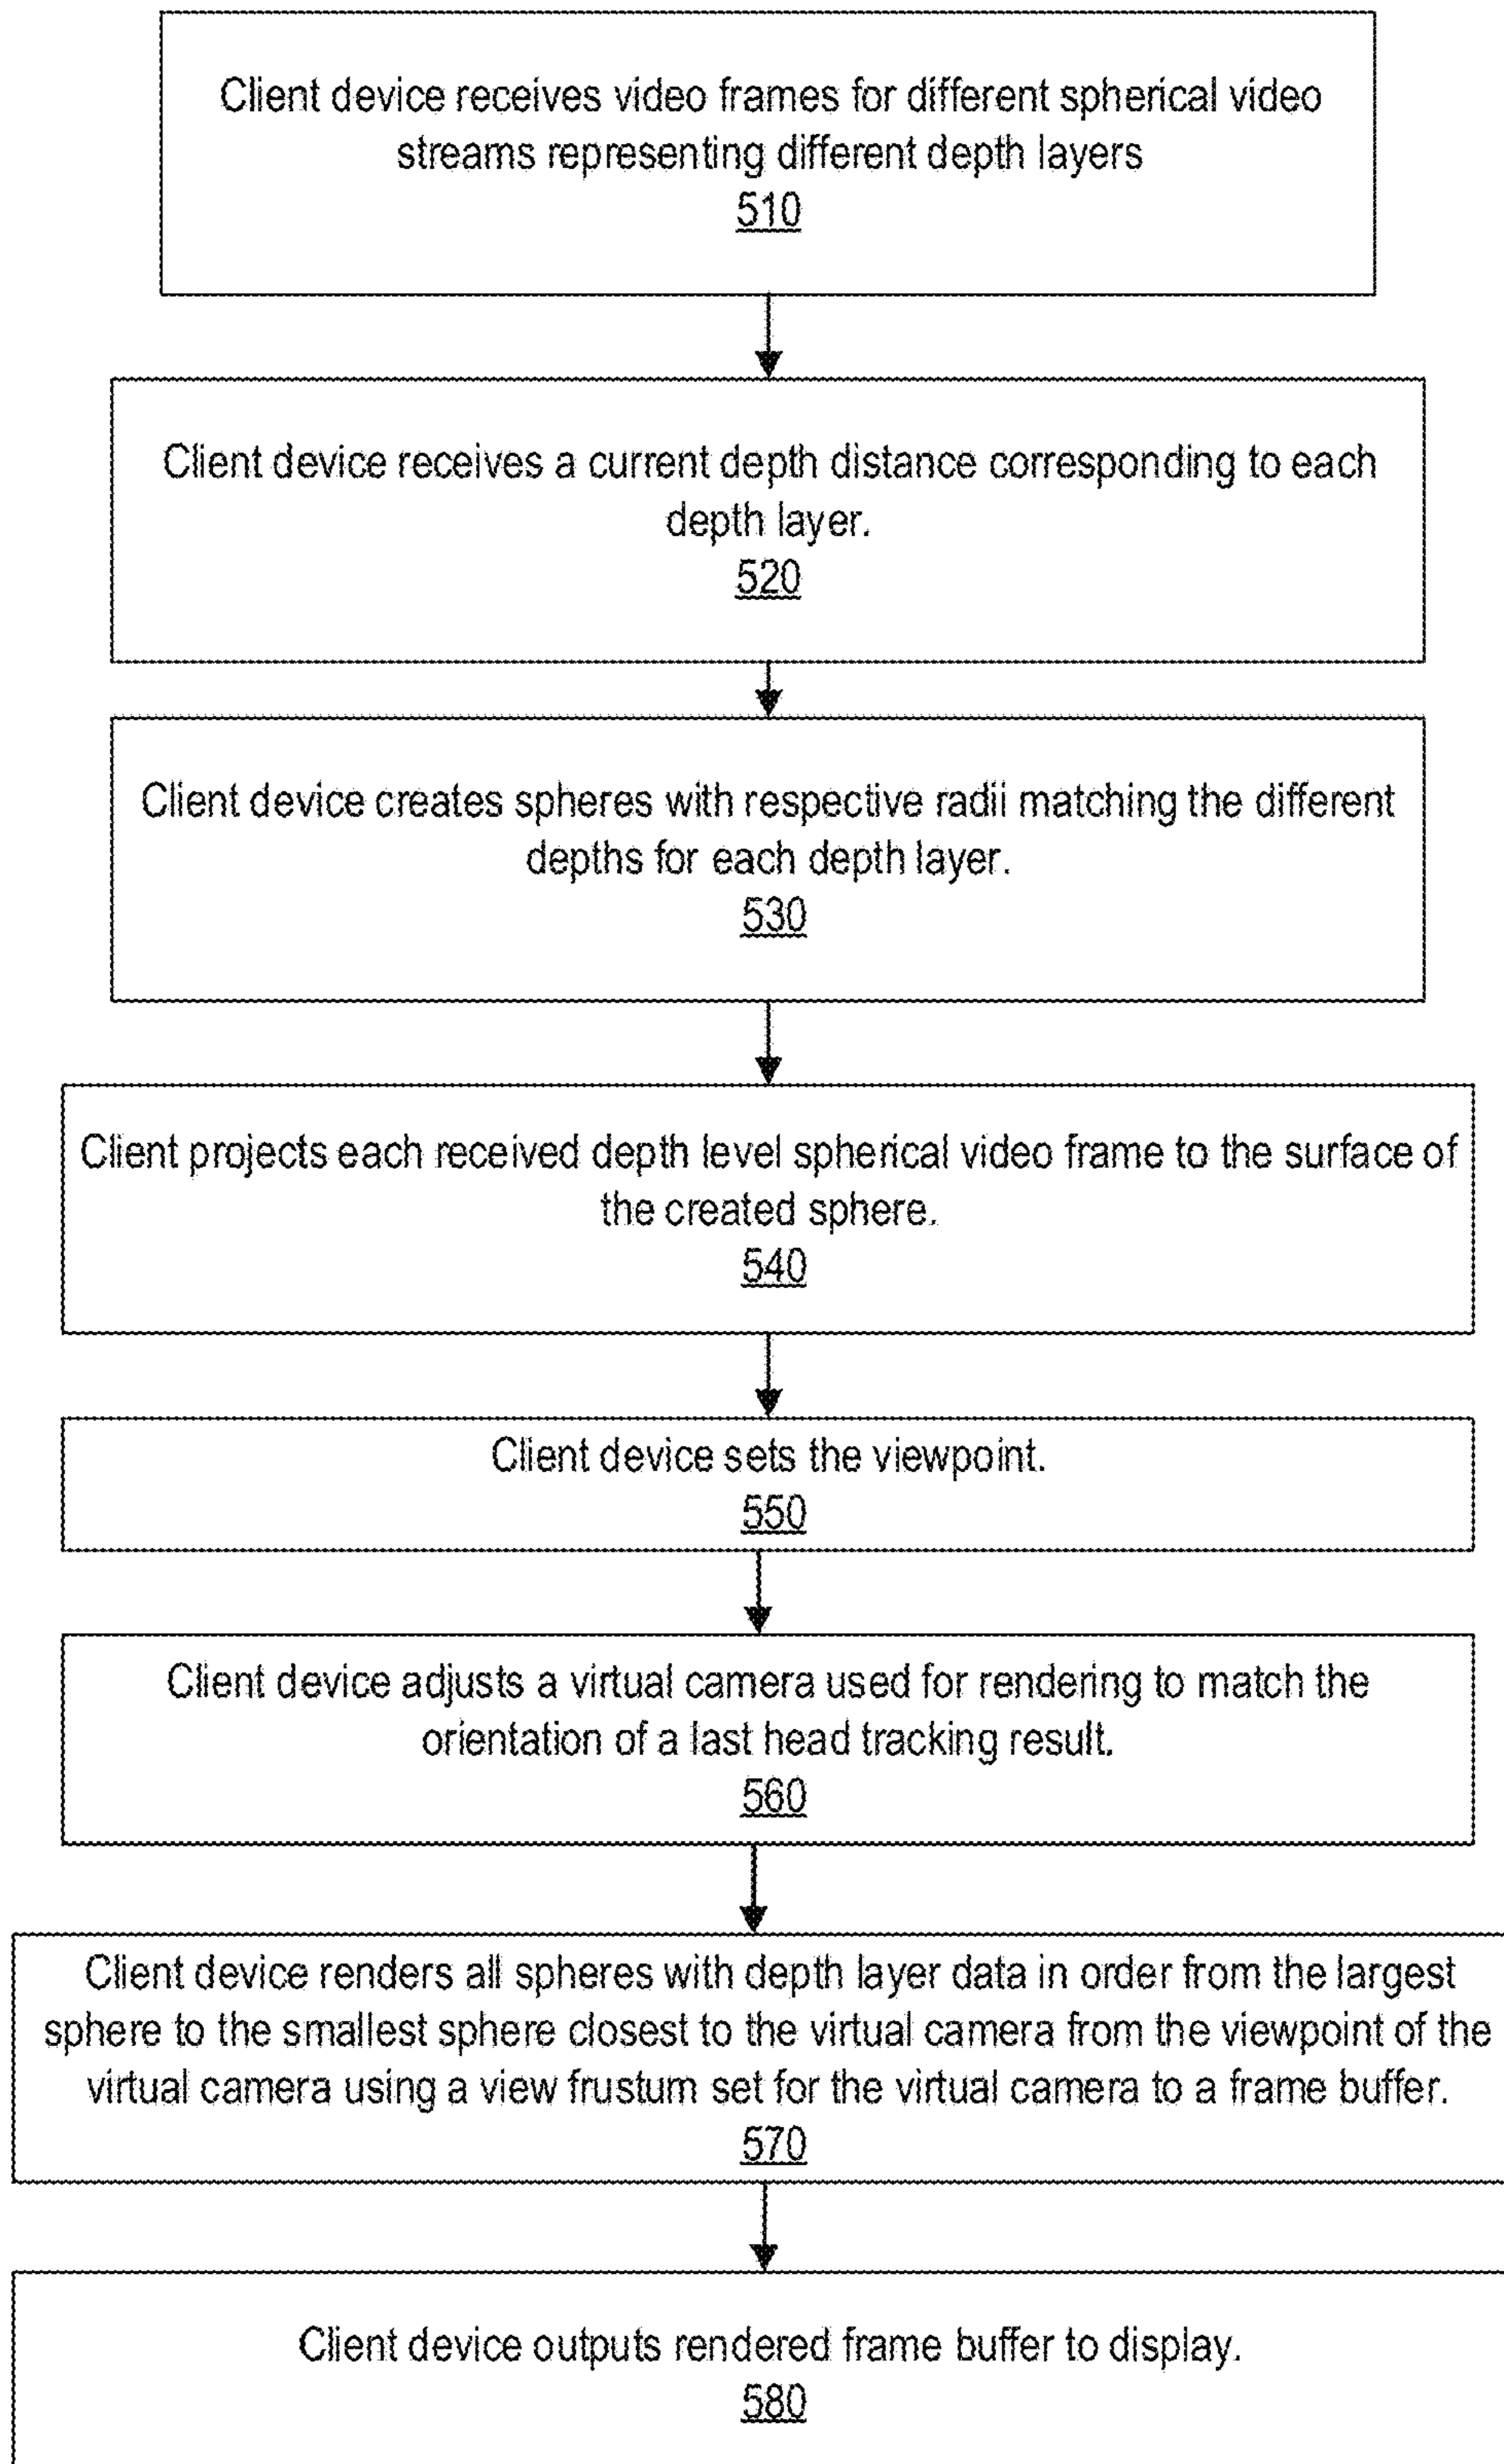 Client device receives video frames for different spherical video
streams representing different depth layers
510
Client device receives a current depth distance corresponding to each
depth layer.
520
Client device creates spheres with respective radii matching the different
depths for each depth layer.
530
Client projects each received depth level spherical video frame to the surface of
the created sphere.
540
Client device sets the viewpoint.
550
Client device adjusts a virtual camera used for rendering to match the
orientation of a last head tracking result.
560
Client device renders all spheres with depth layer data in order from the largest
sphere to the smallest sphere closest to the virtual camera from the viewpoint of the
virtual camera using a view frustum set for the virtual camera to a frame buffer.
570
Client device outputs rendered frame buffer to display.
580